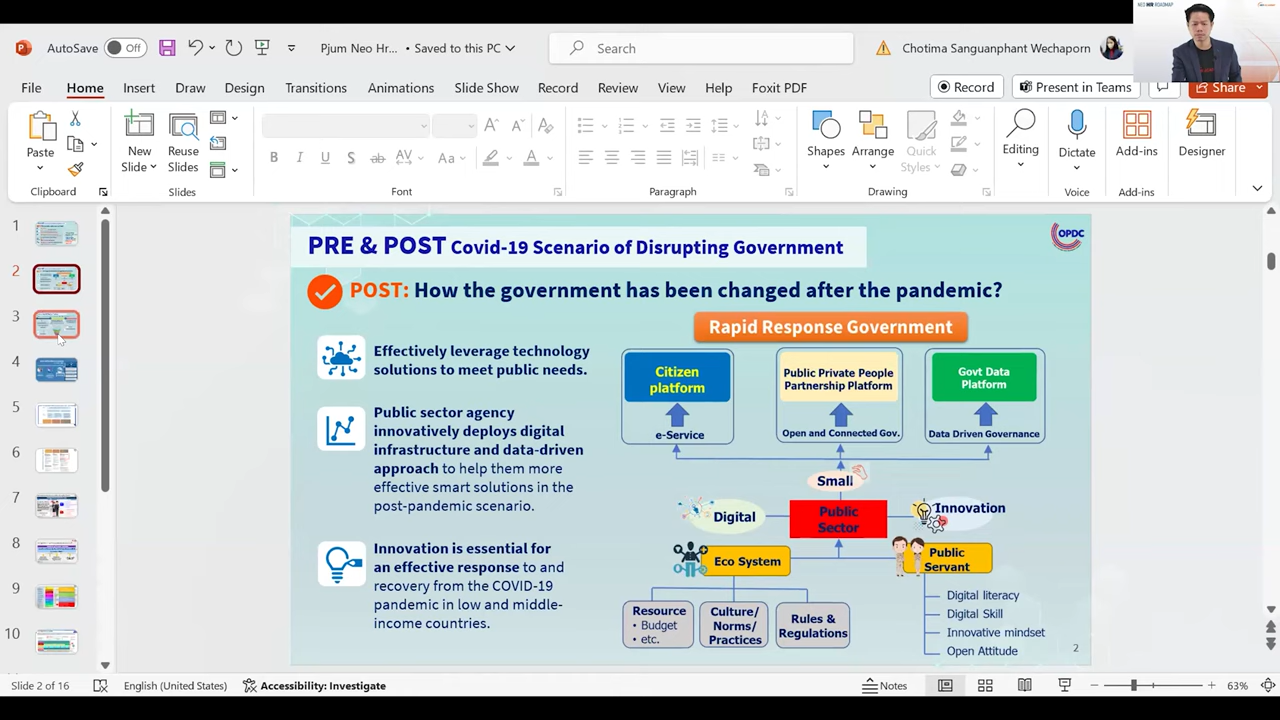 NEO HR ROADMAP
AutoSave
Off
Pjum Neo Hr... • Saved to this PC
Search
Chotima Sanguanphant Wechaporn
File
Home
Insert
Draw
Design
Transitions
Animations
Slide Show
Record
Review
View
Help
Foxit PDF
Record
Present in Teams
Share
Paste
New
Slide
Reuse
Slides
B
I
U
S
ab
AV
Aa
A
Shapes
Arrange
Quick
Styles
Editing
Dictate
Add-ins
Designer
Clipboard
Slides
Font
Paragraph
Drawing
Voice
Add-ins
1
2
3
4
5
6
7
8
9
10
PRE & POST Covid-19 Scenario of Disrupting Government
OPDC
POST: How the government has been changed after the pandemic?
Effectively leverage technology
solutions to meet public needs.
Public sector agency
innovatively deploys digital
infrastructure and data-driven
approach to help them more
effective smart solutions in the
post-pandemic scenario.
Innovation is essential for
an effective response to and
recovery from the COVID-19
pandemic in low and middle-
income countries.
Rapid Response Government
Citizen
platform
e-Service
Public Private People
Partnership Platform
Open and Connected Gov.
Govt Data
Platform
Data Driven Governance
Small
Digital
Public
Sector
Innovation
Eco System
Public
Servant
Resource
• Budget
• etc.
Culture/
Norms/
Practices
Rules &
Regulations
Digital literacy
Digital Skill
Innovative mindset
Open Attitude
2
Slide 2 of 16
English (United States)
Accessibility: Investigate
Notes
63%